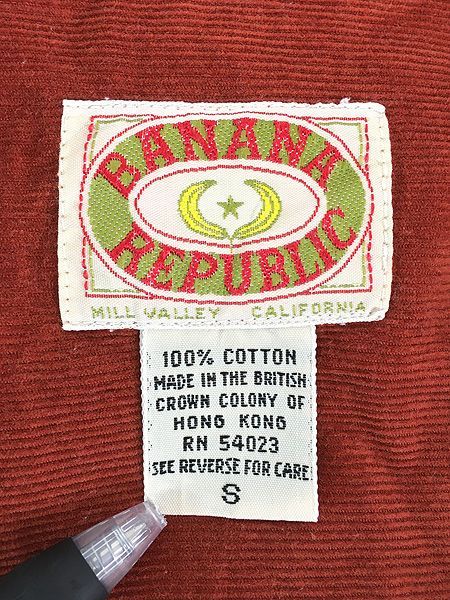 BANANA
REPUBLIC
MILL VALLEY CALIFORNIA
100% COTTON
MADE IN THE BRITISH
CROWN COLONY OF
HONG KONG
RN 54023
SEE REVERSE FOR CARE
S